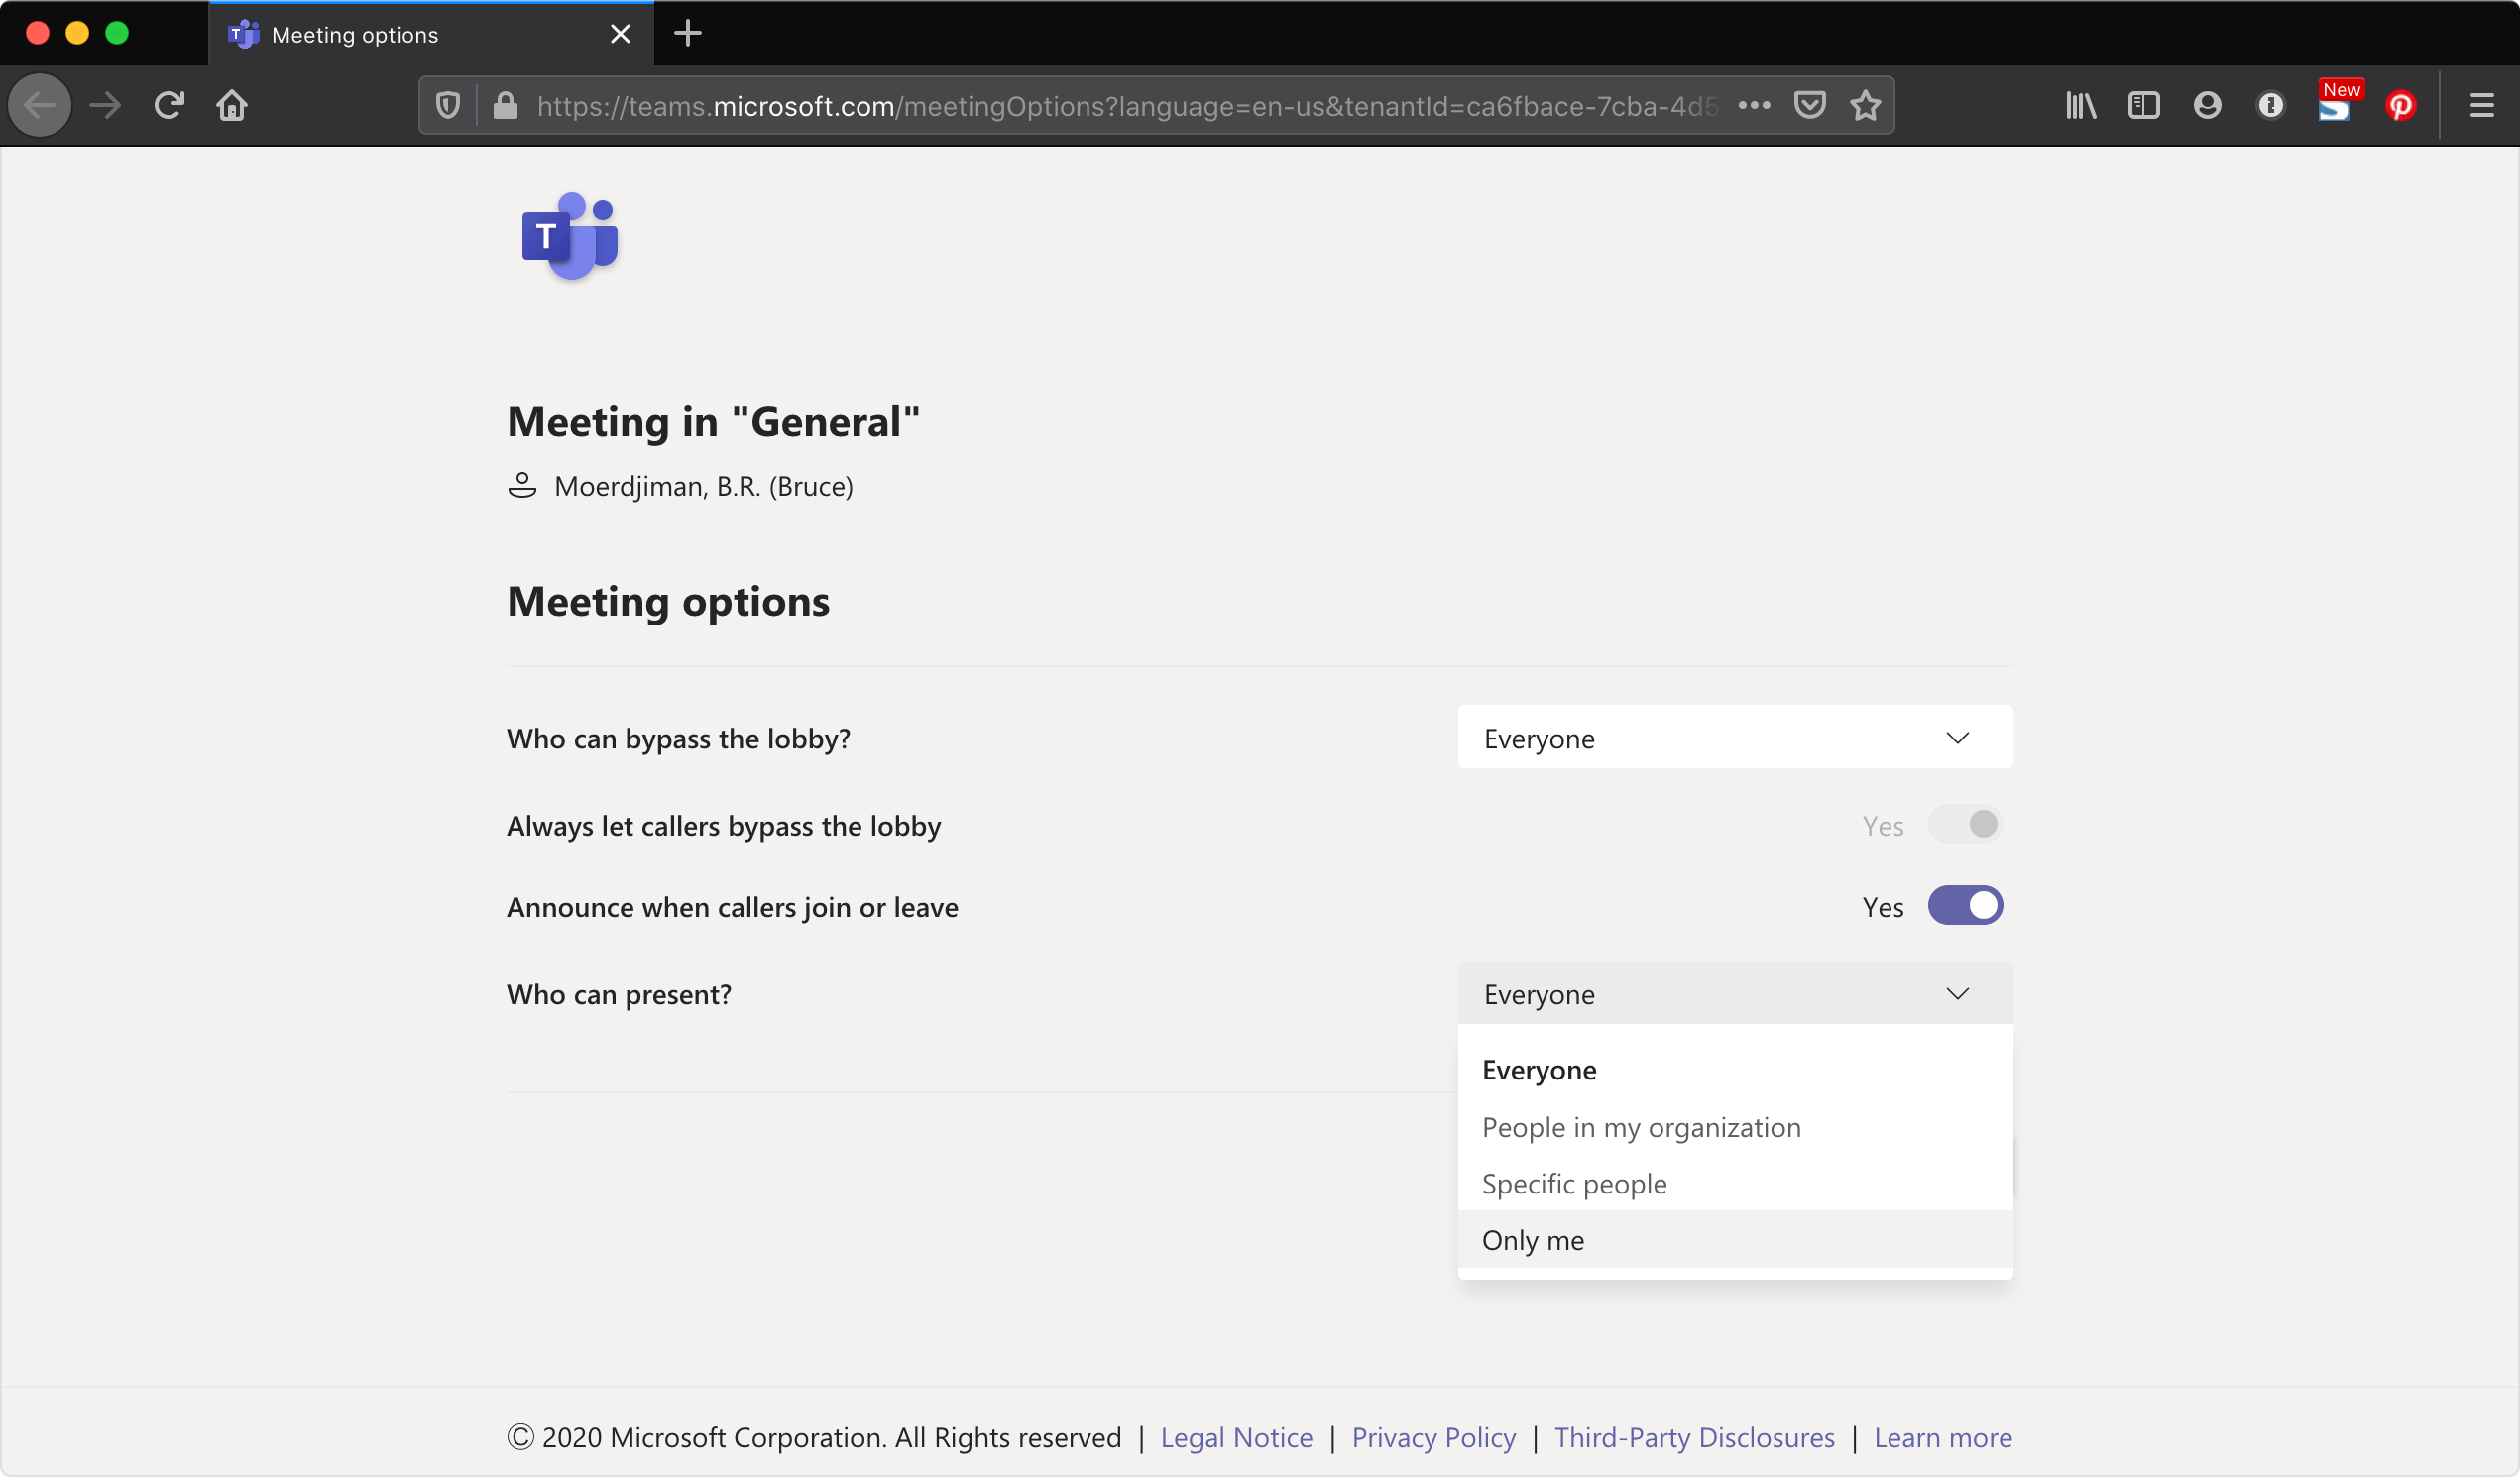 Meeting options
https://teams.microsoft.com/meetingOptions?language=en-us&tenantId=ca6fbace-7cba-4d5
New
T
Meeting in "General"
Moerdjiman, B.R. (Bruce)
Meeting options
Who can bypass the lobby? Everyone
Always let callers bypass the lobby Yes
Announce when callers join or leave Yes
Who can present? Everyone
Everyone
People in my organization
Specific people
Only me
© 2020 Microsoft Corporation. All Rights reserved | Legal Notice | Privacy Policy | Third-Party Disclosures | Learn more